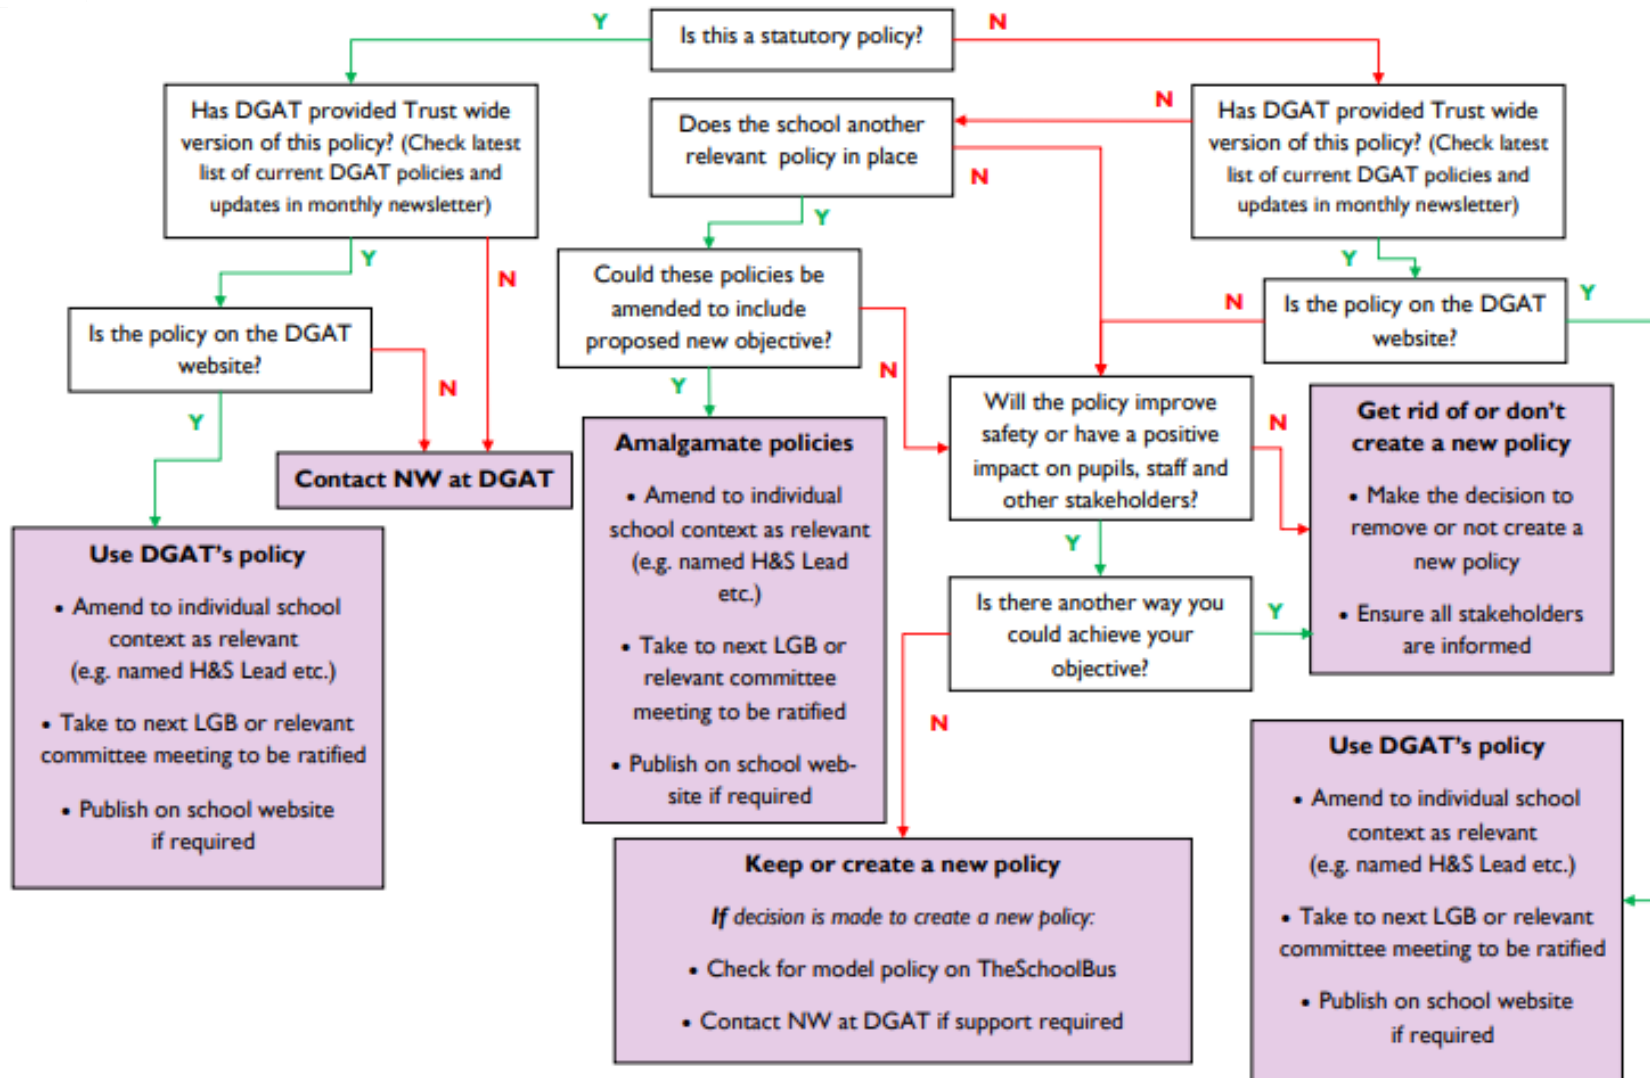 Y
Is this a statutory policy?
N
Has DGAT provided Trust wide
version of this policy? (Check latest
list of current DGAT policies and
updates in monthly newsletter)
Does the school another
relevant policy in place
N
Has DGAT provided Trust wide
version of this policy? (Check latest
list of current DGAT policies and
updates in monthly newsletter)
N
Y
Y
N
Y
Is the policy on the DGAT
website?
N
Could these policies be
amended to include
proposed new objective?
N
Is the policy on the DGAT
website?
Y
Y
Y
N
Contact NW at DGAT
Amalgamate policies
• Amend to individual
school context as relevant
(e.g. named H&S Lead
etc.)
• Take to next LGB or
relevant committee
meeting to be ratified
• Publish on school web-
site if required
Will the policy improve
safety or have a positive
impact on pupils, staff and
other stakeholders?
N
Get rid of or don't
create a new policy
• Make the decision to
remove or not create a
new policy
• Ensure all stakeholders
are informed
Use DGAT's policy
• Amend to individual school
context as relevant
(e.g. named H&S Lead etc.)
• Take to next LGB or relevant
committee meeting to be ratified
• Publish on school website
if required
Y
Is there another way you
could achieve your
objective?
Y
N
Keep or create a new policy
If decision is made to create a new policy:
• Check for model policy on TheSchoolBus
• Contact NW at DGAT if support required
Use DGAT's policy
• Amend to individual school
context as relevant
(e.g. named H&S Lead etc.)
• Take to next LGB or relevant
committee meeting to be ratified
• Publish on school website
if required